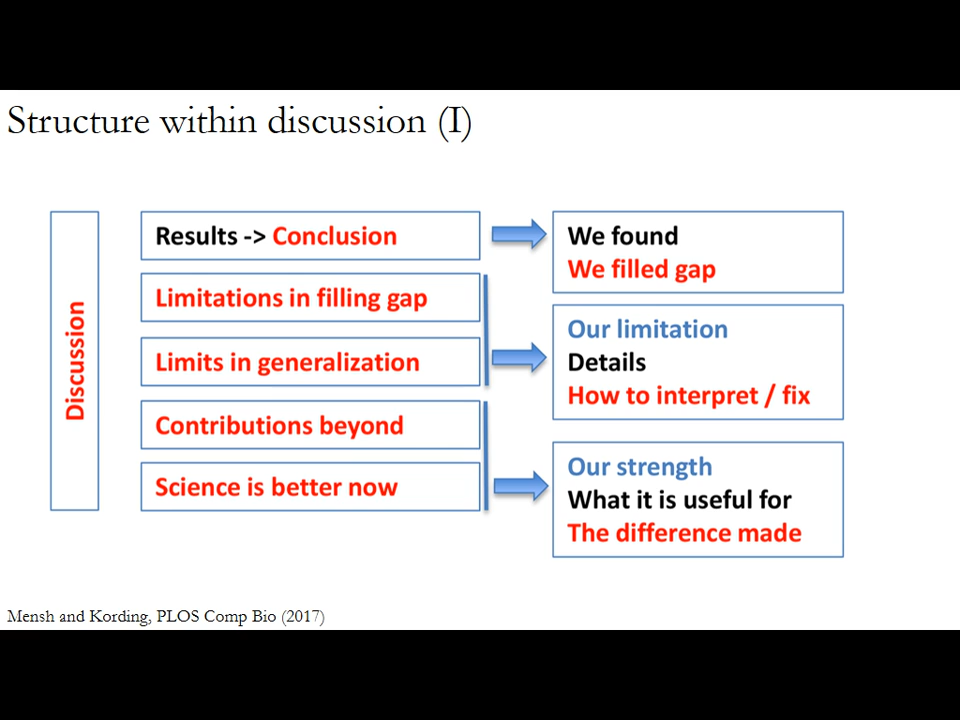 Structure within discussion (I)
Discussion
Results -> Conclusion
Limitations in filling gap
Limits in generalization
Contributions beyond
Science is better now
We found
We filled gap
Our limitation
Details
How to interpret / fix
Our strength
What it is useful for
The difference made
Mensh and Kording, PLOS Comp Bio (2017)